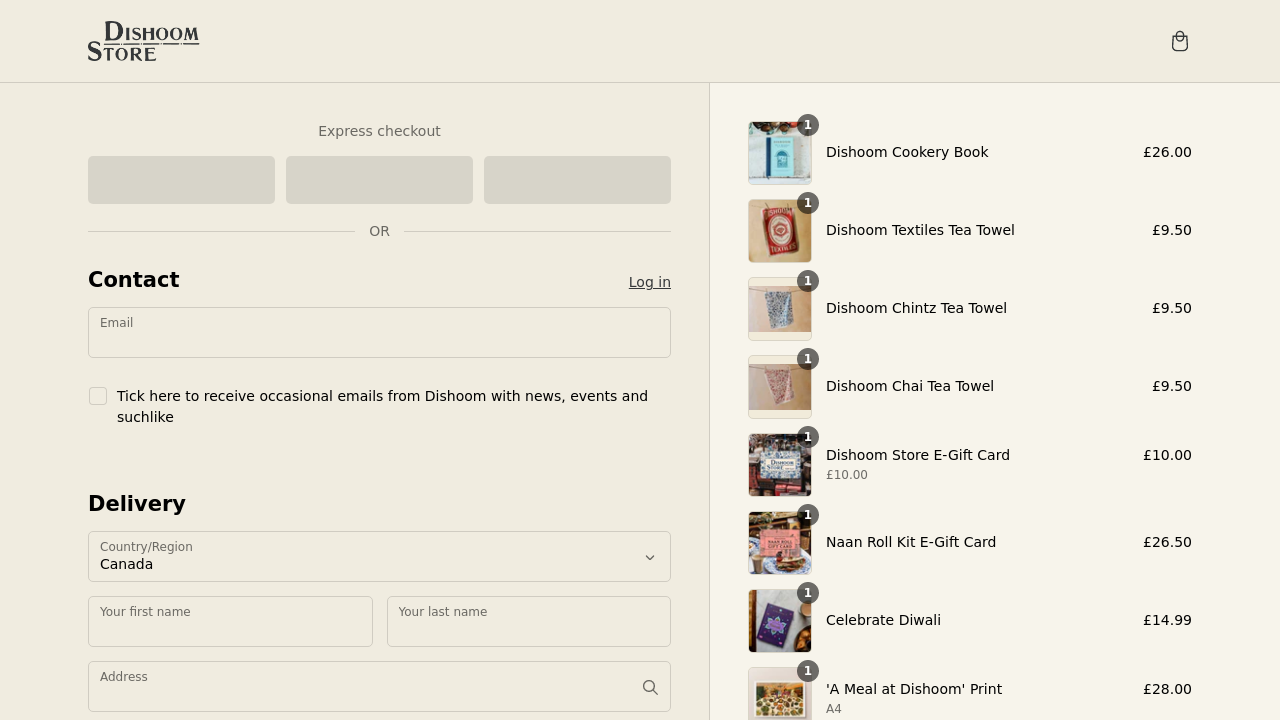 DISHOOM
STORE
Express checkout
OR
Contact
Log in
Email
Tick here to receive occasional emails from Dishoom with news, events and
suchlike
Delivery
Country/Region
Canada
Your first name
Your last name
Address
1
Dishoom Cookery Book
£26.00
1
Dishoom Textiles Tea Towel
£9.50
1
Dishoom Chintz Tea Towel
£9.50
1
Dishoom Chai Tea Towel
£9.50
1
Dishoom Store E-Gift Card
£10.00
£10.00
1
Naan Roll Kit E-Gift Card
£26.50
1
Celebrate Diwali
£14.99
1
'A Meal at Dishoom' Print
A4
£28.00